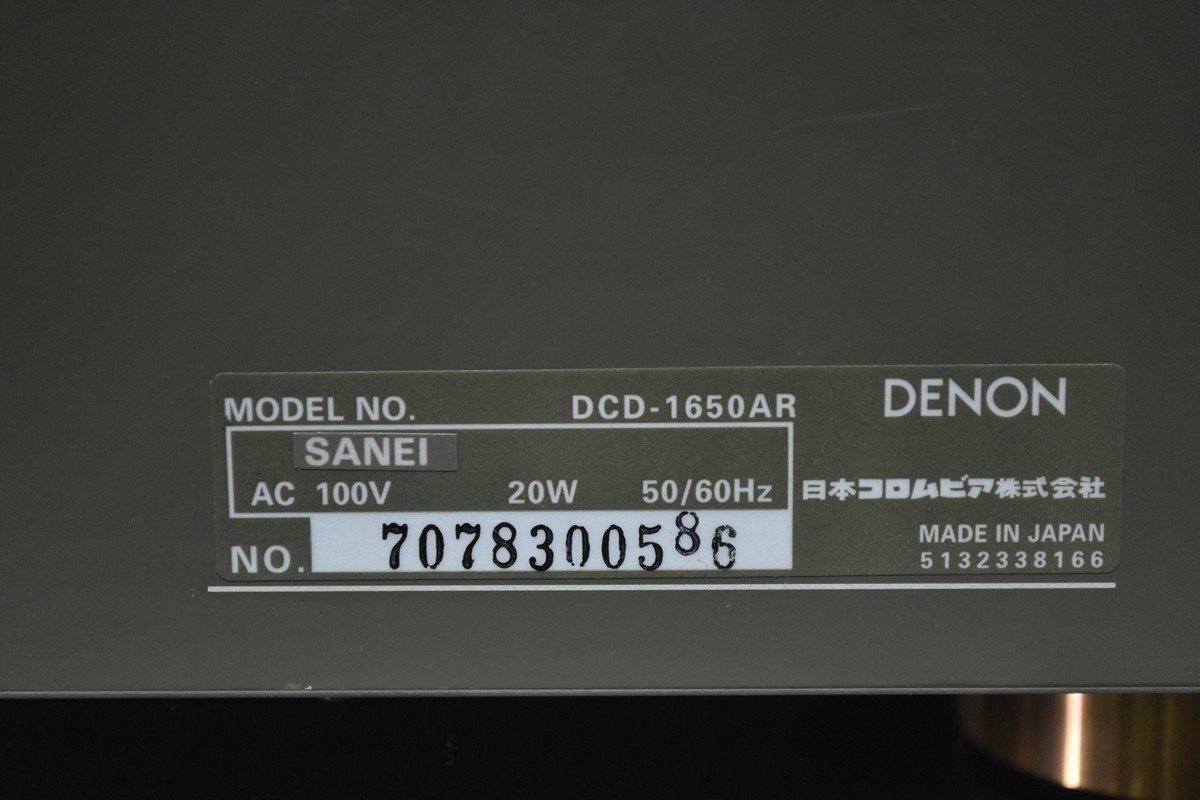 MODEL NO. DCD-1650AR
SANEI
AC 100V 20W 50/60Hz
NO. 7078300586
DENON
日本コロムビア株式会社
MADE IN JAPAN
5132338166